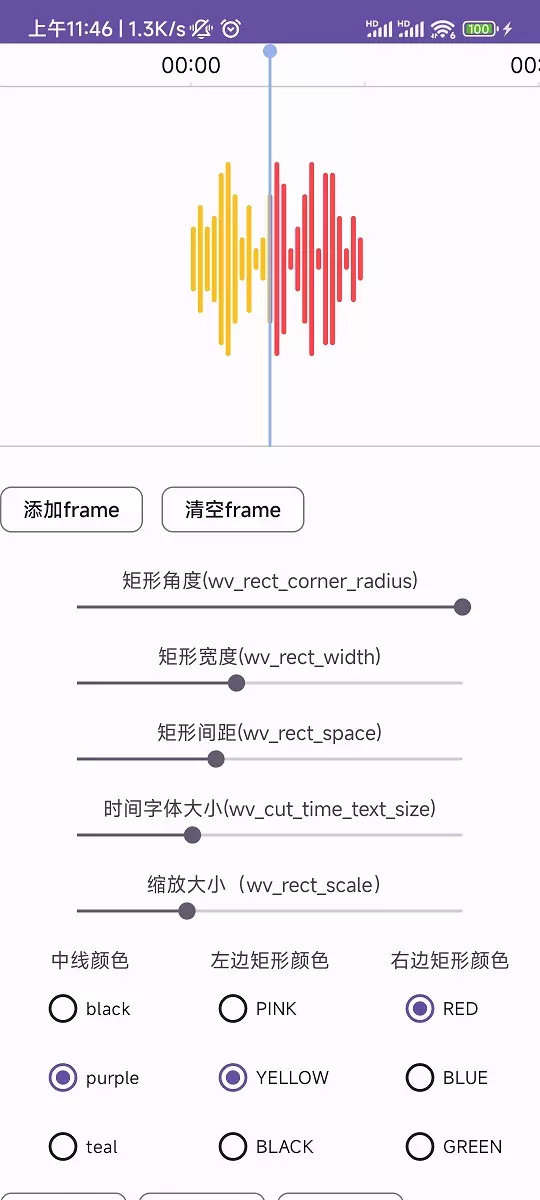 上午11:46 | 1.3K/s HD HD 6 100
00:00 00:
添加frame 清空frame
矩形角度(wv_rect_corner_radius)
矩形宽度(wv_rect_width)
矩形间距(wv_rect_space)
时间字体大小(wv_cut_time_text_size)
缩放大小（wv_rect_scale）
中线颜色 左边矩形颜色 右边矩形颜色
black PINK RED
purple YELLOW BLUE
teal BLACK GREEN